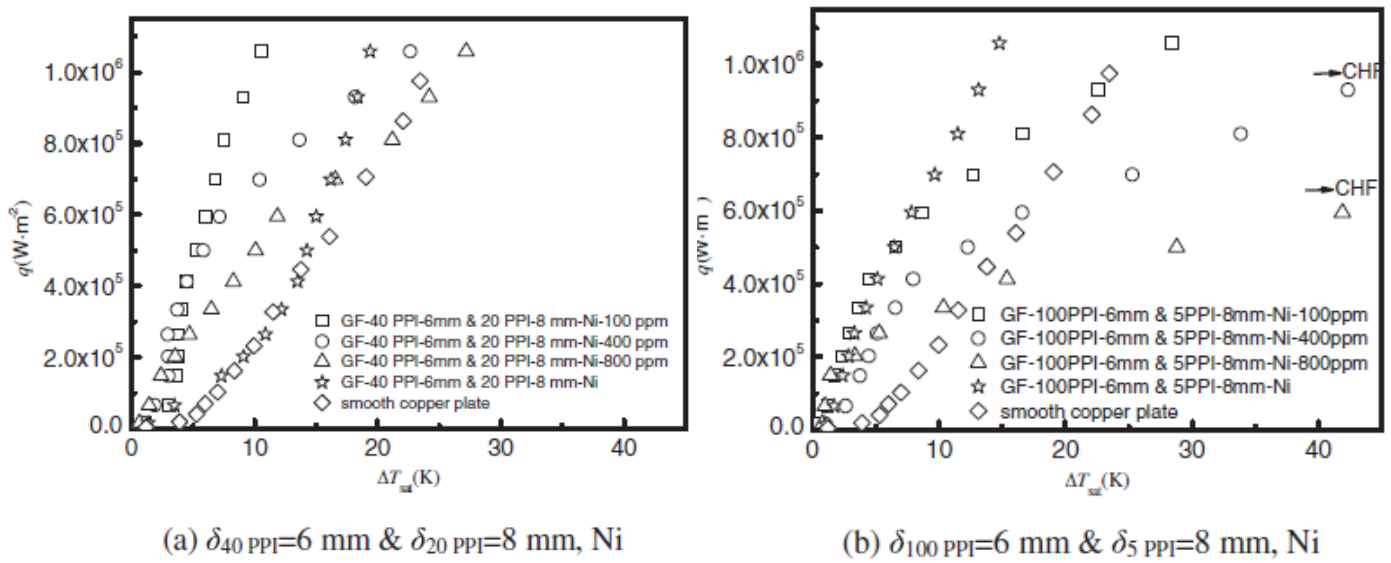 1.0x10⁶
8.0x10⁵
6.0x10⁵
4.0x10⁵
2.0x10⁵
0.0
q(W·m⁻²)
GF-40 PPI-6mm & 20 PPI-8 mm-Ni-100 ppm
GF-40 PPI-6mm & 20 PPI-8 mm-Ni-400 ppm
GF-40 PPI-6mm & 20 PPI-8 mm-Ni-800 ppm
GF-40 PPI-6mm & 20 PPI-8 mm-Ni
smooth copper plate
0 10 20 30 40
ΔT_sat(K)
(a) δ40 PPI=6 mm & δ20 PPI=8 mm, Ni
1.0x10⁶
8.0x10⁵
6.0x10⁵
4.0x10⁵
2.0x10⁵
0.0
q(W·m
CHF
CHF
GF-100PPI-6mm & 5PPI-8mm-Ni-100ppm
GF-100PPI-6mm & 5PPI-8mm-Ni-400ppm
GF-100PPI-6mm & 5PPI-8mm-Ni-800ppm
GF-100PPI-6mm & 5PPI-8mm-Ni
smooth copper plate
0 10 20 30 40
ΔT_sat(K)
(b) δ100 PPI=6 mm & δ5 PPI=8 mm, Ni